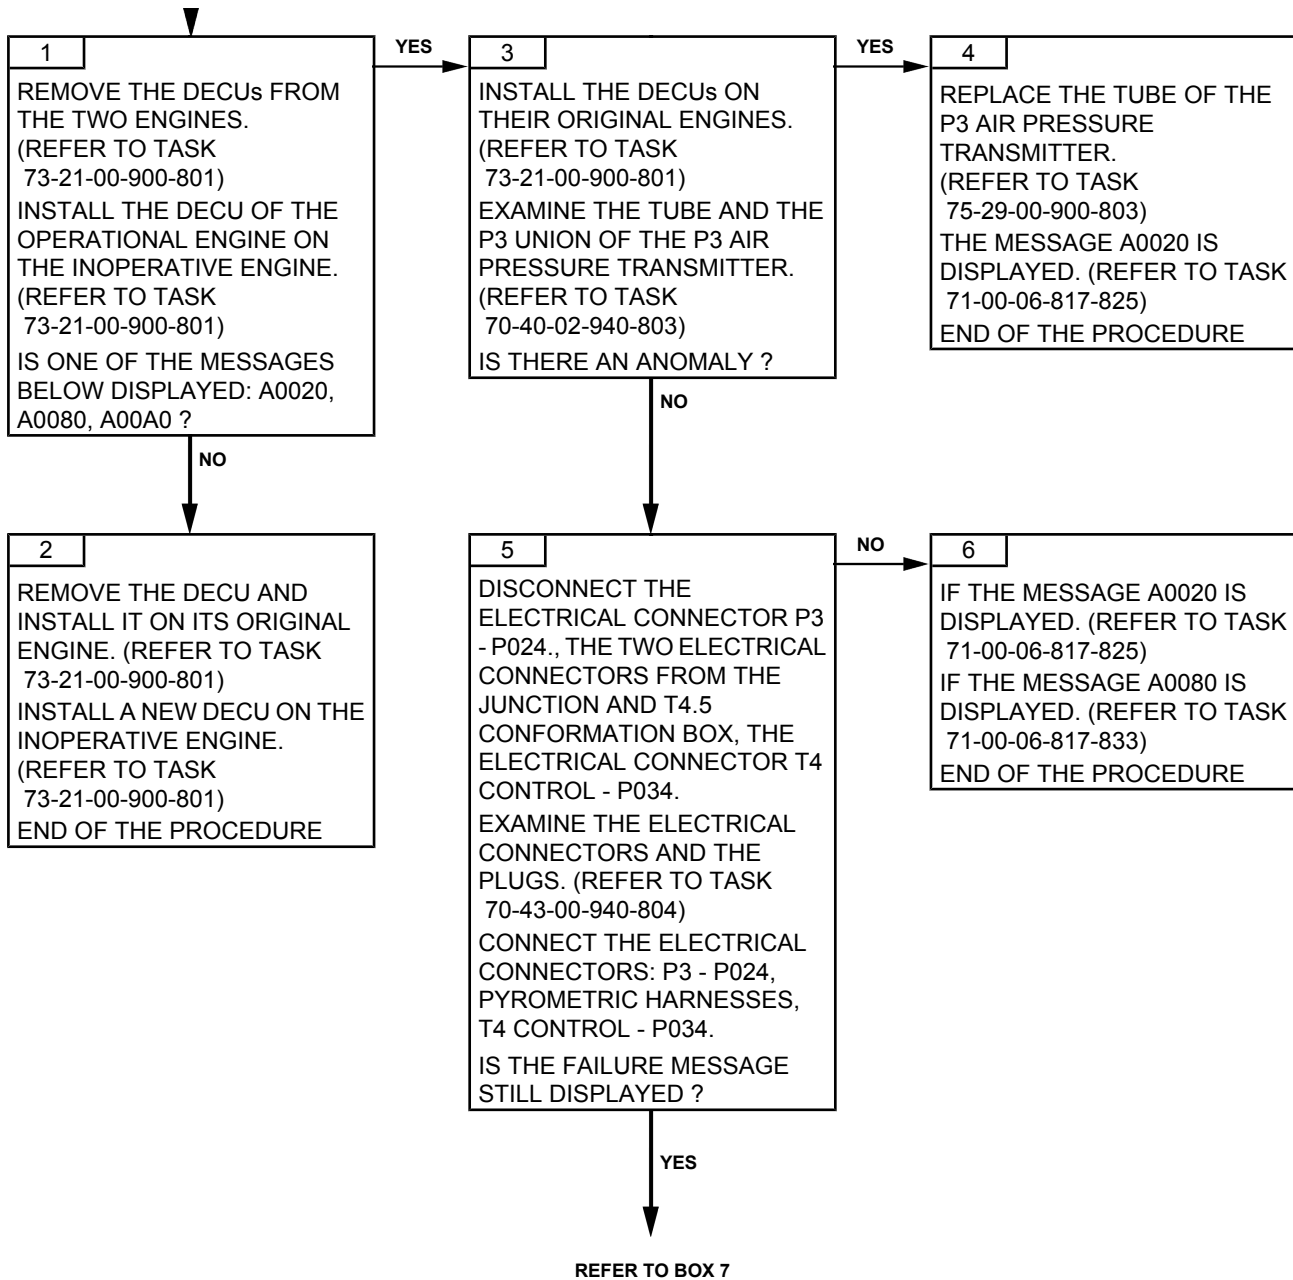 1
REMOVE THE DECUs FROM
THE TWO ENGINES.
(REFER TO TASK
73-21-00-900-801)
INSTALL THE DECU OF THE
OPERATIONAL ENGINE ON
THE INOPERATIVE ENGINE.
(REFER TO TASK
73-21-00-900-801)
IS ONE OF THE MESSAGES
BELOW DISPLAYED: A0020,
A0080, A00A0 ?
YES
NO
2
REMOVE THE DECU AND
INSTALL IT ON ITS ORIGINAL
ENGINE. (REFER TO TASK
73-21-00-900-801)
INSTALL A NEW DECU ON THE
INOPERATIVE ENGINE.
(REFER TO TASK
73-21-00-900-801)
END OF THE PROCEDURE
3
INSTALL THE DECUs ON
THEIR ORIGINAL ENGINES.
(REFER TO TASK
73-21-00-900-801)
EXAMINE THE TUBE AND THE
P3 UNION OF THE P3 AIR
PRESSURE TRANSMITTER.
(REFER TO TASK
70-40-02-940-803)
IS THERE AN ANOMALY ?
YES
NO
4
REPLACE THE TUBE OF THE
P3 AIR PRESSURE
TRANSMITTER.
(REFER TO TASK
75-29-00-900-803)
THE MESSAGE A0020 IS
DISPLAYED. (REFER TO TASK
71-00-06-817-825)
END OF THE PROCEDURE
5
DISCONNECT THE
ELECTRICAL CONNECTOR P3
- P024., THE TWO ELECTRICAL
CONNECTORS FROM THE
JUNCTION AND T4.5
CONFORMATION BOX, THE
ELECTRICAL CONNECTOR T4
CONTROL - P034.
EXAMINE THE ELECTRICAL
CONNECTORS AND THE
PLUGS. (REFER TO TASK
70-43-00-940-804)
CONNECT THE ELECTRICAL
CONNECTORS: P3 - P024,
PYROMETRIC HARNESSES,
T4 CONTROL - P034.
IS THE FAILURE MESSAGE
STILL DISPLAYED ?
NO
YES
6
IF THE MESSAGE A0020 IS
DISPLAYED. (REFER TO TASK
71-00-06-817-825)
IF THE MESSAGE A0080 IS
DISPLAYED. (REFER TO TASK
71-00-06-817-833)
END OF THE PROCEDURE
REFER TO BOX 7